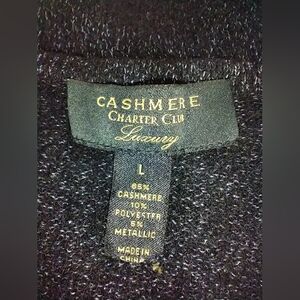 CASHMERE
CHARTER CLUB
Luxury
L
85%
CASHMERE
10%
POLYESTER
5%
METALLIC
MADE IN
CHINA